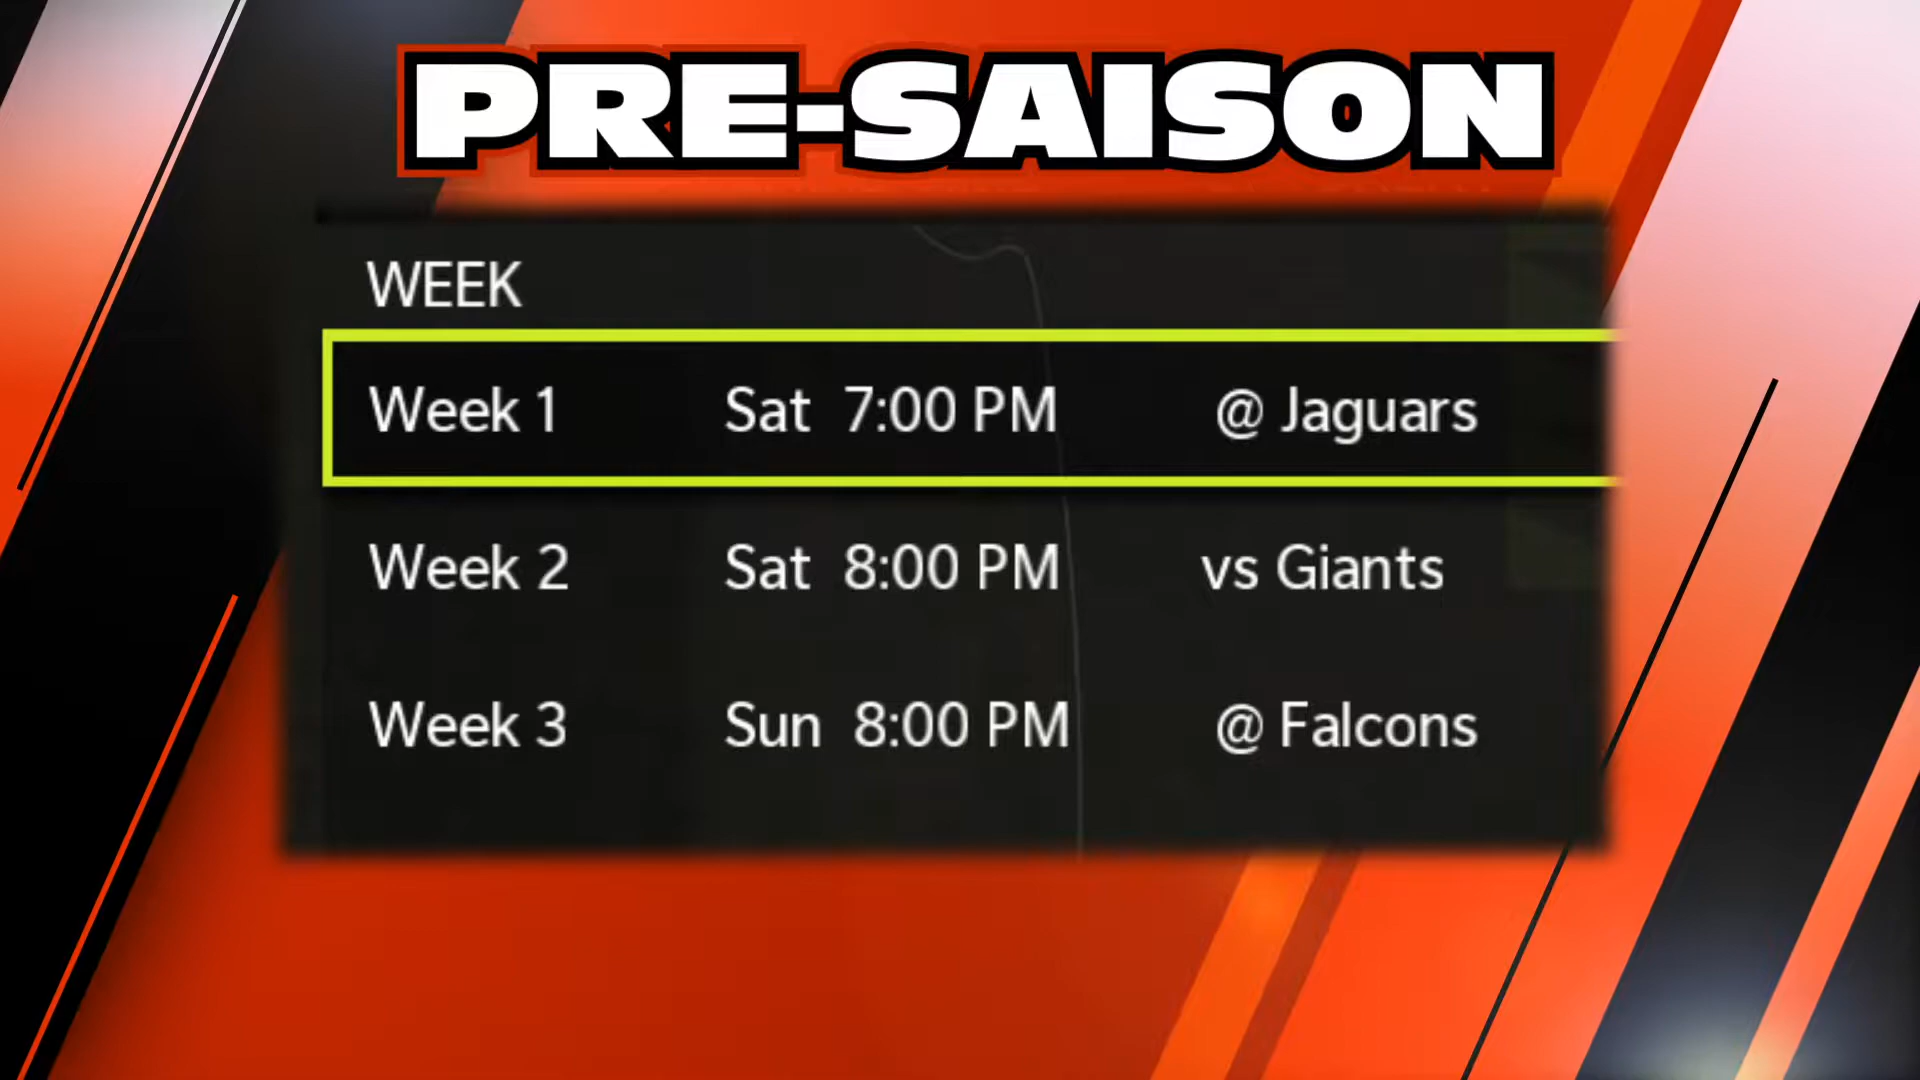 PRE-SAISON
WEEK
Week 1 Sat 7:00 PM @ Jaguars
Week 2 Sat 8:00 PM vs Giants
Week 3 Sun 8:00 PM @ Falcons